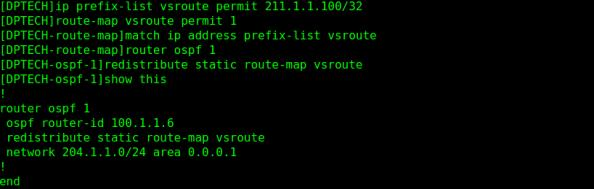 [DPTECH]ip prefix-list vsroute permit 211.1.1.100/32
[DPTECH]route-map vsroute permit 1
[DPTECH-route-map]match ip address prefix-list vsroute
[DPTECH-route-map]router ospf 1
[DPTECH-ospf-1]redistribute static route-map vsroute
[DPTECH-ospf-1]show this
!
router ospf 1
 ospf router-id 100.1.1.6
 redistribute static route-map vsroute
 network 204.1.1.0/24 area 0.0.0.1
!
end